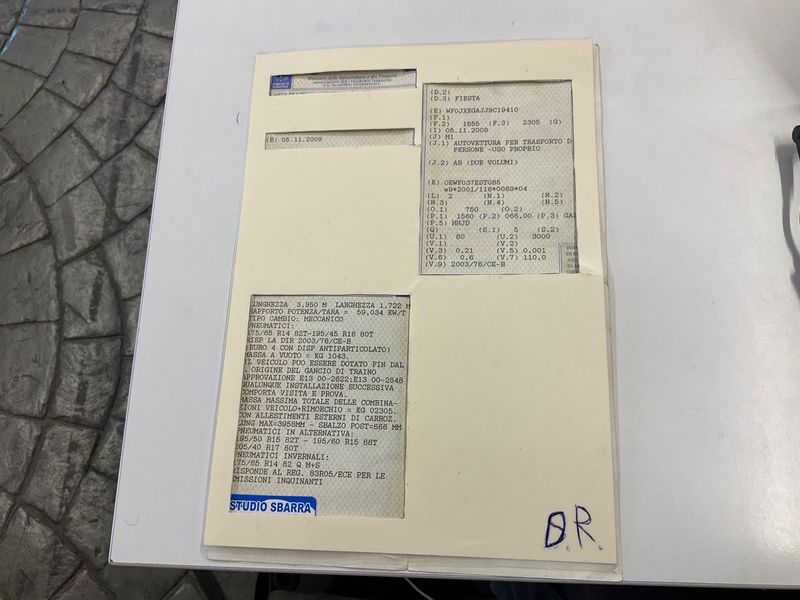 Ministero delle Infrastrutture e dei Trasporti
COMUNITÀ
EUROPEA
(B) 05.11.2009
(D.2)
(D.3) FIESTA
(E) WF0JXXGAJJ9C19410
(F.1)
(F.2) 1555 (F.3) 2305 (G)
(I) 05.11.2009
(J) M1
(J.1) AUTOVETTURA PER TRASPORTO D
PERSONE -USO PROPRIO
(J.2) AB (DUE VOLUMI)
(K) OEWF037EST085
e9*2001/116*0069*04
(L) 2 (N.1) (N.2)
(N.3) (N.4) (N.5)
(O.1) 750 (O.2)
(P.1) 1560 (P.2) 066.00 (P.3) GA
(P.5) HHJD
(Q) (S.1) 5 (S.2)
(U.1) 80 (U.2) 3000
(V.1) (V.2)
(V.3) 0,21 (V.5) 0.001
(V.6) 0,6 (V.7) 110.0
(V.9) 2003/76/CE-B
LUNGHEZZA 3.950 M LARGHEZZA 1.722 M
RAPPORTO POTENZA/TARA = 59.034 KW/T
TIPO CAMBIO: MECCANICO
PNEUMATICI:
175/65 R14 82T-195/45 R16 80T
RISP LA DIR 2003/76/CE-B
(EURO 4 CON DISP ANTIPARTICOLATO)
MASSA A VUOTO = KG 1043.
IL VEICOLO PUO ESSERE DOTATO FIN DAL
L ORIGINE DEL GANCIO DI TRAINO
APPROVAZIONE E13 00-2622:E13 00-2848
QUALUNQUE INSTALLAZIONE SUCCESSIVA
COMPORTA VISITA E PROVA.
MASSA MASSIMA TOTALE DELLE COMBINA-
ZIONI VEICOLO+RIMORCHIO = KG 02305.
CON ALLESTIMENTI ESTERNI DI CARROZ.
LUNG MAX=3958MM - SBALZO POST=666 MM
PNEUMATICI IN ALTERNATIVA:
195/50 R15 82T - 195/60 R15 88T
205/40 R17 80T
PNEUMATICI INVERNALI:
175/65 R14 82 Q M+S
RISPONDE AL REG. 83R05/ECE PER LE
EMISSIONI INQUINANTI
STUDIO SBARRA
D.R.